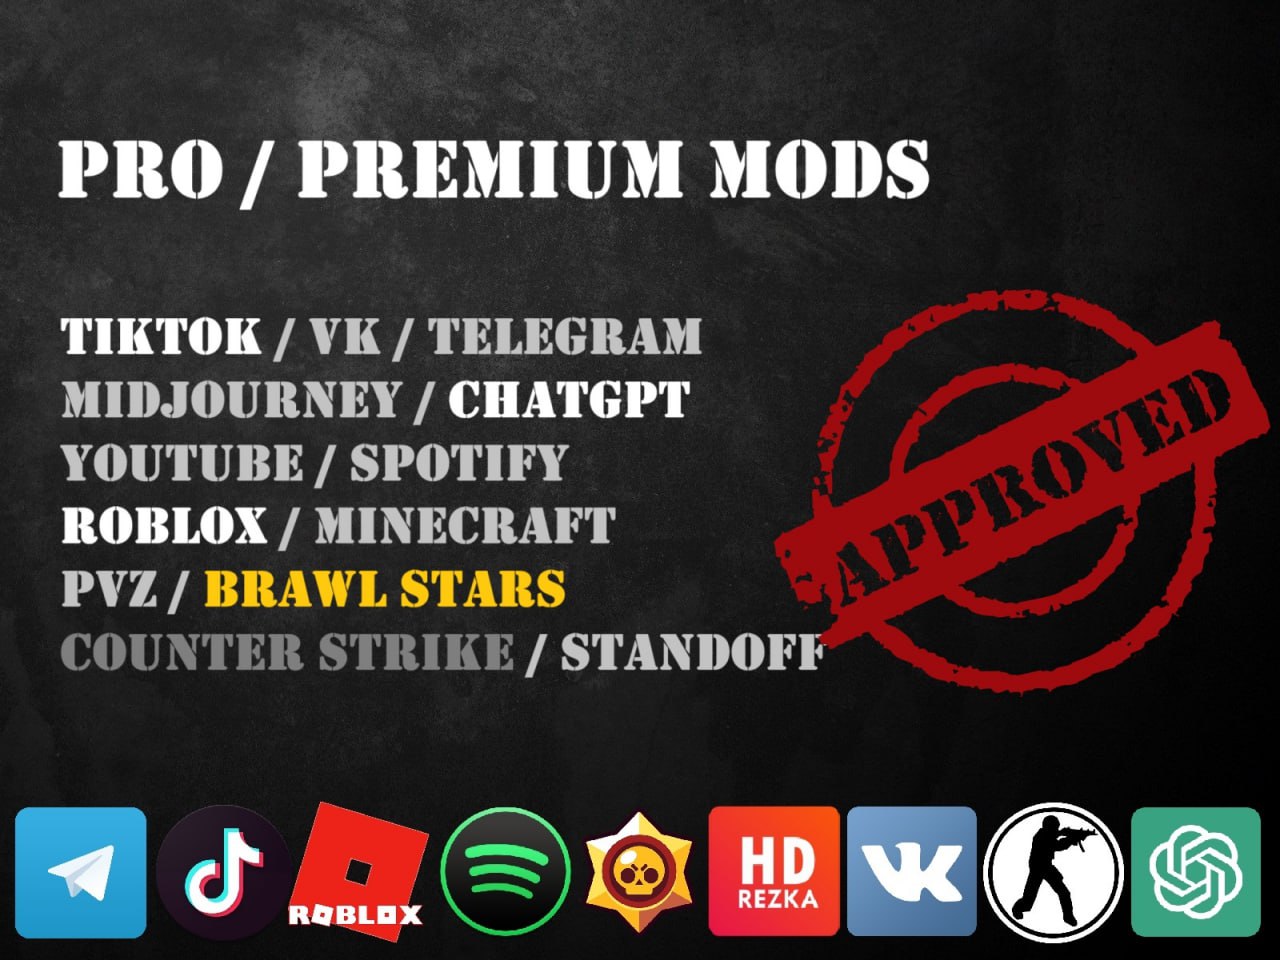 PRO / PREMIUM MODS
TIKTOK / VK / TELEGRAM
MIDJOURNEY / CHATGPT
YOUTUBE / SPOTIFY
ROBLOX / MINECRAFT
PVZ / BRAWL STARS
COUNTER STRIKE / STANDOFF
APPROVED
ROBLOX
HD
REZKA
VK